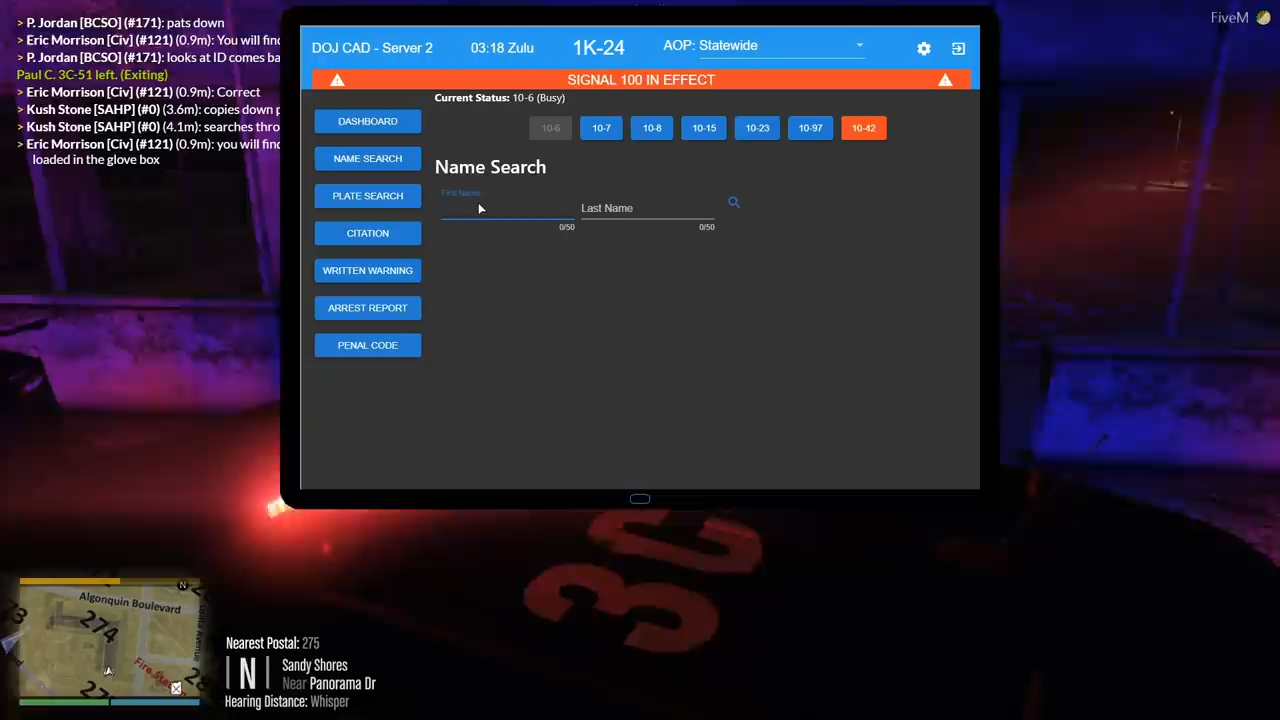 FiveM
> P. Jordan [BCSO] (#171): pats down
> Eric Morrison [Civ] (#121) (0.9m): You will find
> P. Jordan [BCSO] (#171): looks at ID comes ba
Paul C. 3C-51 left. (Exiting)
> Eric Morrison [Civ] (#121) (0.9m): Correct
> Kush Stone [SAHP] (#0) (3.6m): copies down p
> Kush Stone [SAHP] (#0) (4.1m): searches thro
> Eric Morrison [Civ] (#121) (0.9m): you will find
loaded in the glove box
DOJ CAD - Server 2 03:18 Zulu 1K-24 AOP: Statewide
SIGNAL 100 IN EFFECT
Current Status: 10-6 (Busy)
10-6 10-7 10-8 10-15 10-23 10-97 10-42
DASHBOARD
NAME SEARCH
PLATE SEARCH
CITATION
WRITTEN WARNING
ARREST REPORT
PENAL CODE
Name Search
First Name
Last Name
0/50 0/50
3C
N
Algonquin Boulevard
274
Nearest Postal: 275
N
Sandy Shores
Near Panorama Dr
Hearing Distance: Whisper